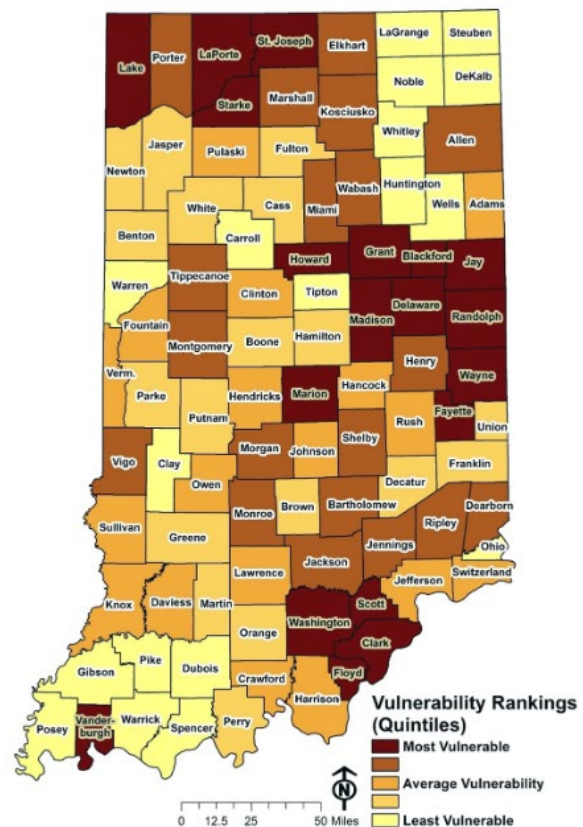 LaGrange
Steuben
St. Joseph
Elkhart
LaPorte
Porter
Lake
Noble
DeKalb
Starke
Marshall
Kosciusko
Whitley
Allen
Jasper
Pulaski
Fulton
Newton
Wabash
Huntington
White
Cass
Miami
Wells
Adams
Benton
Carroll
Howard
Grant
Blackford
Jay
Warren
Tippecanoe
Clinton
Tipton
Delaware
Madison
Randolph
Fountain
Montgomery
Boone
Hamilton
Henry
Verm.
Wayne
Parke
Hendricks
Marion
Hancock
Putnam
Fayette
Union
Rush
Vigo
Clay
Morgan
Johnson
Shelby
Franklin
Owen
Decatur
Sullivan
Monroe
Brown
Bartholomew
Dearborn
Greene
Ripley
Jennings
Ohio
Jackson
Lawrence
Switzerland
Jefferson
Knox
Daviess
Martin
Scott
Washington
Orange
Clark
Pike
Dubois
Gibson
Floyd
Crawford
Harrison
Posey
Vander-
burgh
Warrick
Spencer
Perry
Vulnerability Rankings
(Quintiles)
Most Vulnerable
Average Vulnerability
Least Vulnerable
N
0 12.5 25 50 Miles